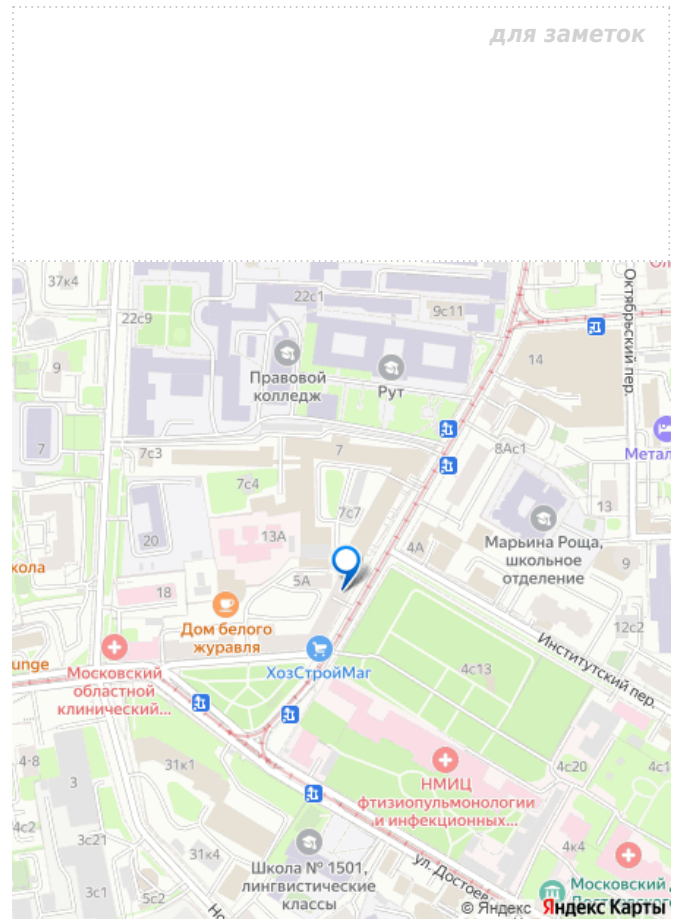 для заметок
37к4
22с9
22с1
9с11
Октябрьский пер.
14
9
Правовой
колледж
Рут
7
7с3
7
8Ас1
Метал
7с4
7с7
13
20
13А
4А
Марьина Роща,
школьное
отделение
9
кола
5А
18
12с2
Дом белого
журавля
Институтский пер.
unge
Московский
областной
клинический...
ХозСтройМаг
4с13
4-8
3
31к1
НМИЦ
фтизиопульмонологии
и инфекционных...
4с20
4с1
4с2
3с21
31к4
4к4
Школа № 1501,
лингвистические
классы
3с1
5с2
Но
ул. Достоев
Московский
© Яндекс Яндекс Карты